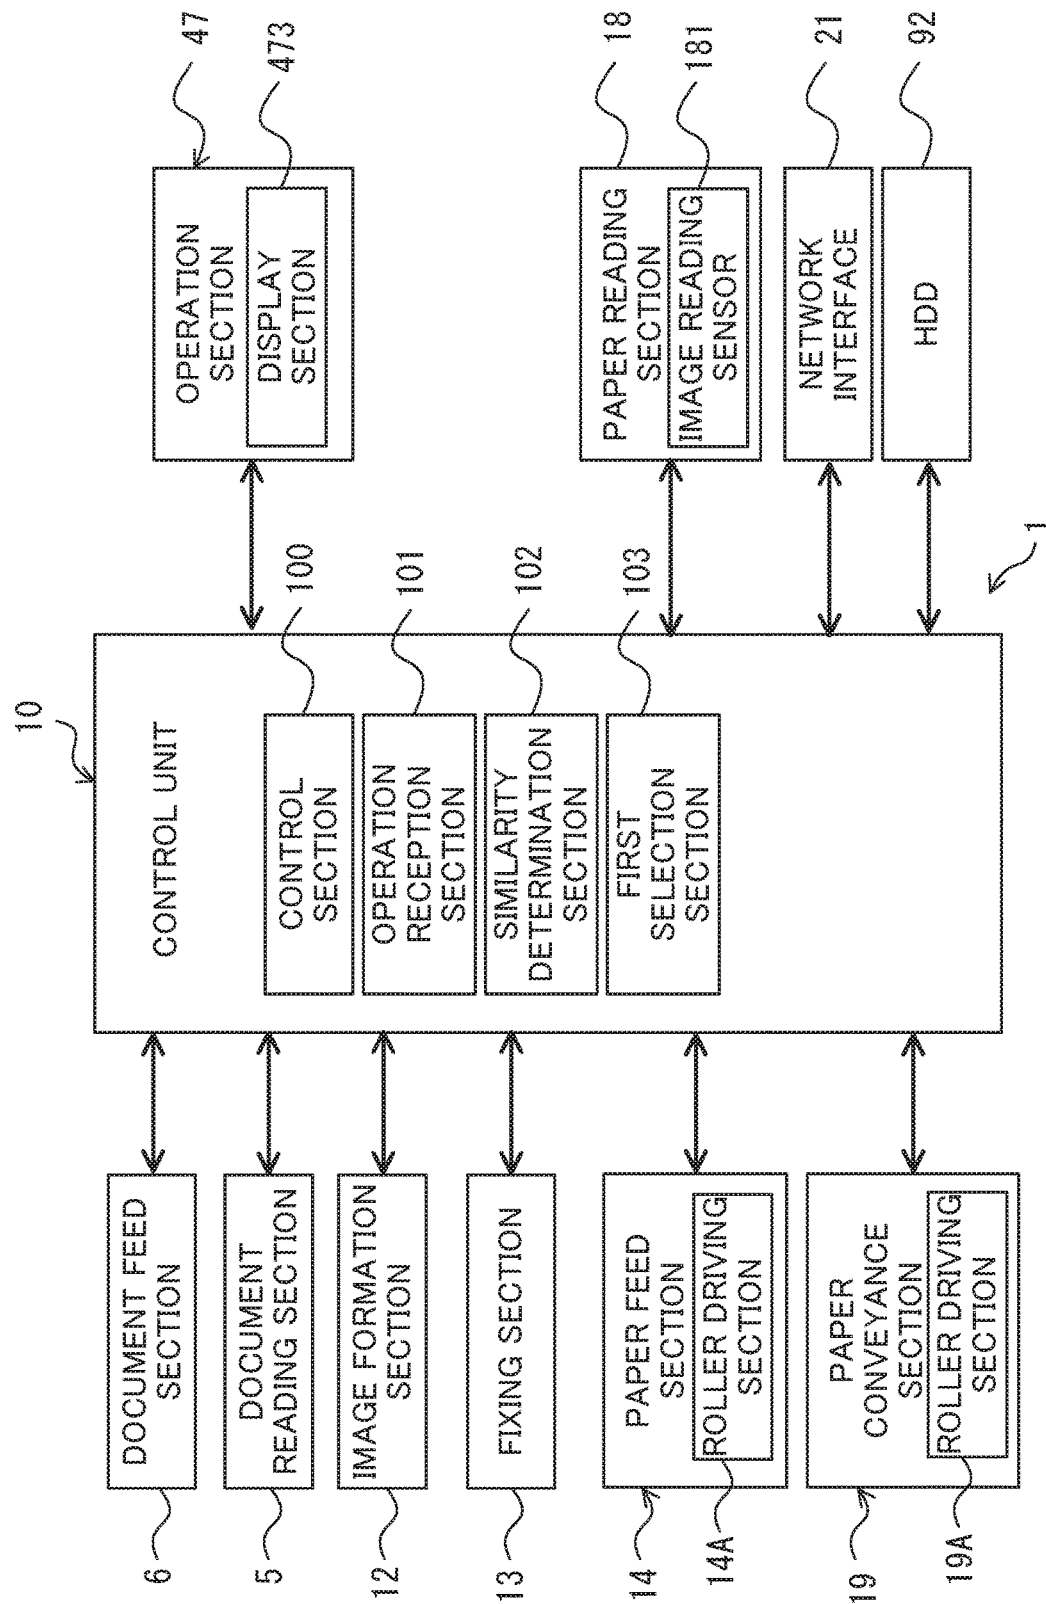 6
DOCUMENT FEED
SECTION
5
DOCUMENT
READING SECTION
12
IMAGE FORMATION
SECTION
13
FIXING SECTION
14
PAPER FEED
SECTION
14A
ROLLER DRIVING
SECTION
19
PAPER
CONVEYANCE
SECTION
19A
ROLLER DRIVING
SECTION
10
CONTROL UNIT
100
CONTROL
SECTION
101
OPERATION
RECEPTION
SECTION
102
SIMILARITY
DETERMINATION
SECTION
103
FIRST
SELECTION
SECTION
1
47
OPERATION
SECTION
473
DISPLAY
SECTION
18
PAPER READING
SECTION
181
IMAGE READING
SENSOR
21
NETWORK
INTERFACE
92
HDD